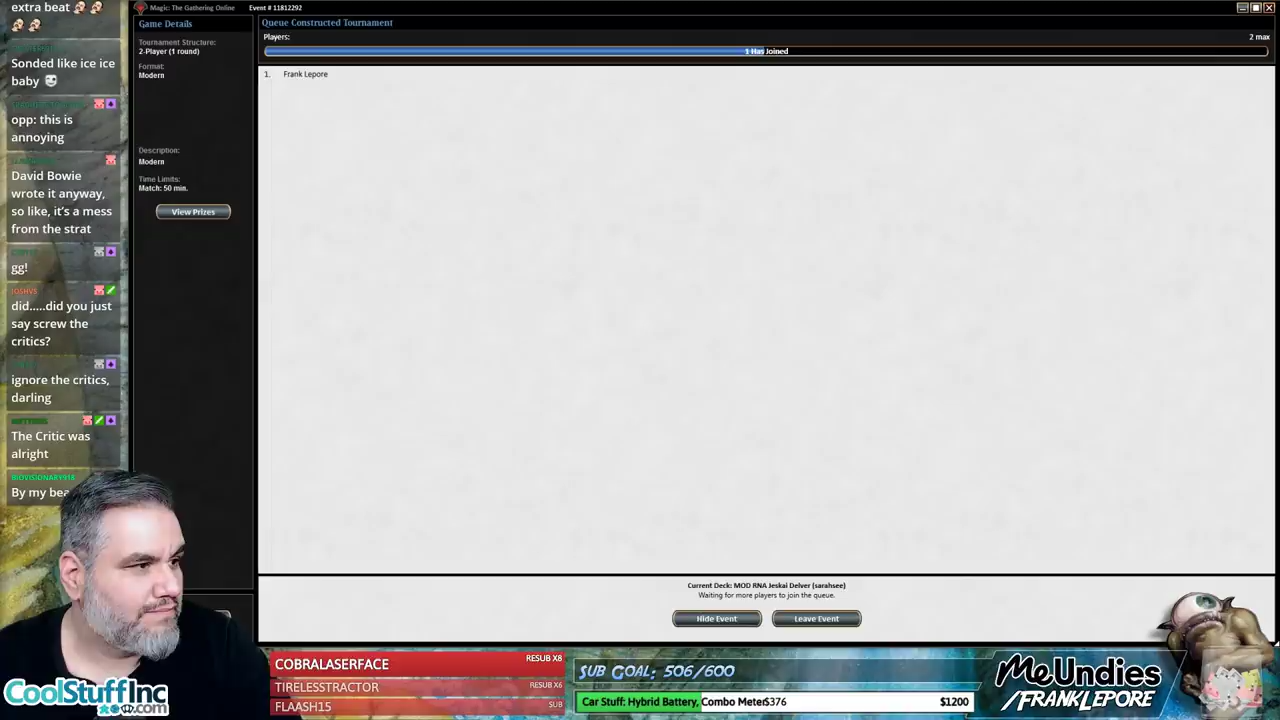 extra beat
Sonded like ice ice
baby
opp: this is
annoying
David Bowie
wrote it anyway,
so like, it's a mess
from the strat
gg!
JOSHVS
did.....did you just
say screw the
critics?
ignore the critics,
darling
The Critic was
alright
BIOVISIONARY918
By my bea
Magic: The Gathering Online
Event # 11812292
Game Details
Tournament Structure:
2-Player (1 round)
Format:
Modern
Description:
Modern
Time Limits:
Match: 50 min.
View Prizes
Queue Constructed Tournament
Players:
2 max
1 Has Joined
1. Frank Lepore
Current Deck: MOD RNA Jeskai Delver (sarahsee)
Waiting for more players to join the queue.
Hide Event
Leave Event
CoolStuffInc
.com
COBRALASERFACE RESUB X8
TIRELESSTRACTOR RESUB X6
FLAASH15 SUB
SUB GOAL: 506/600
Car Stuff: Hybrid Battery, Combo Meter$376 $1200
MeUndies
/FRANKLEPORE